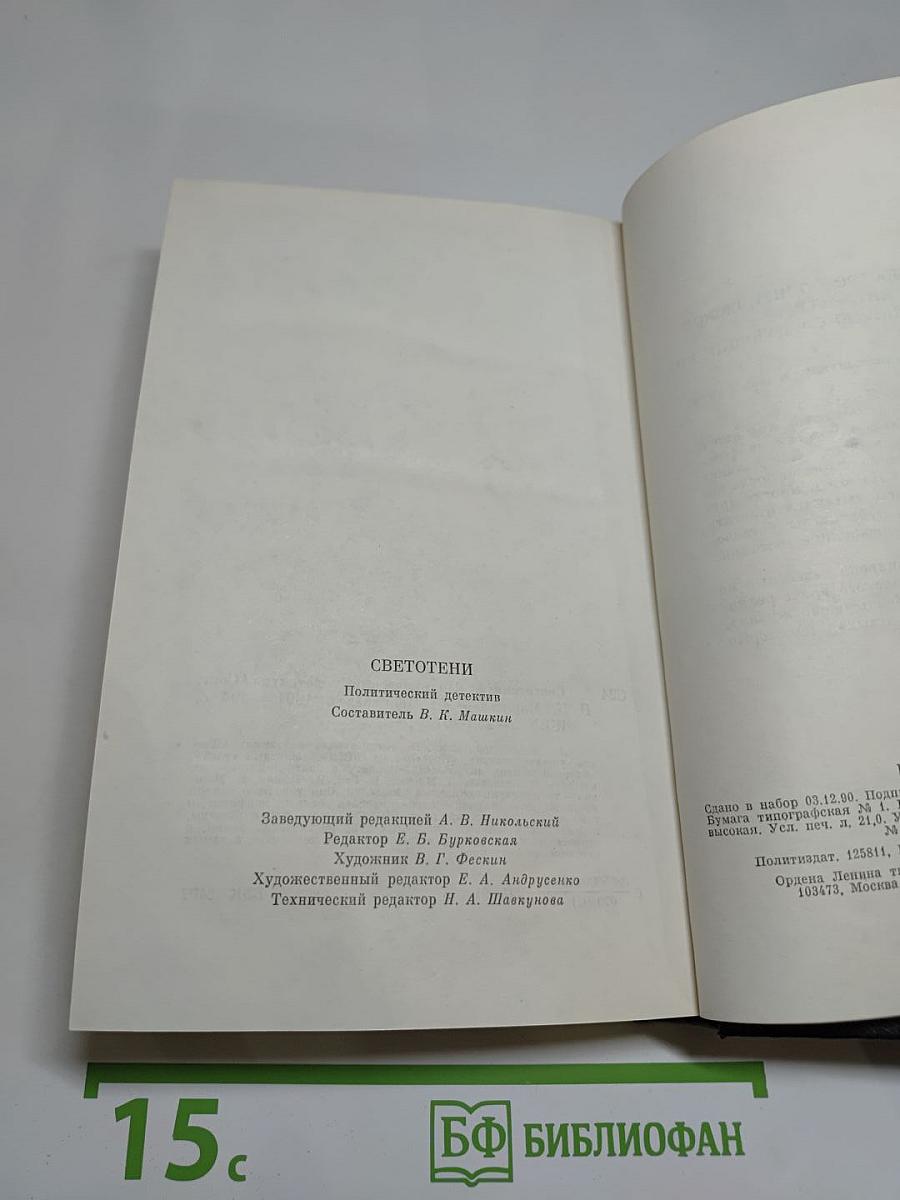 СВЕТОТЕНИ
Политический детектив
Составитель В. К. Машкин
Заведующий редакцией А. В. Никольский
Редактор Е. Б. Бурковская
Художник В. Г. Фескин
Художественный редактор Е. А. Андрусенко
Технический редактор Н. А. Шавкунова
Сдано в набор 03.12.90.
Бумага типографская № 1.
высокая. Усл. печ. л. 21,0.
№
Политиздат, 125811,
Ордена Ленина
103473, Москва
15 с
БФ БИБЛИОФАН